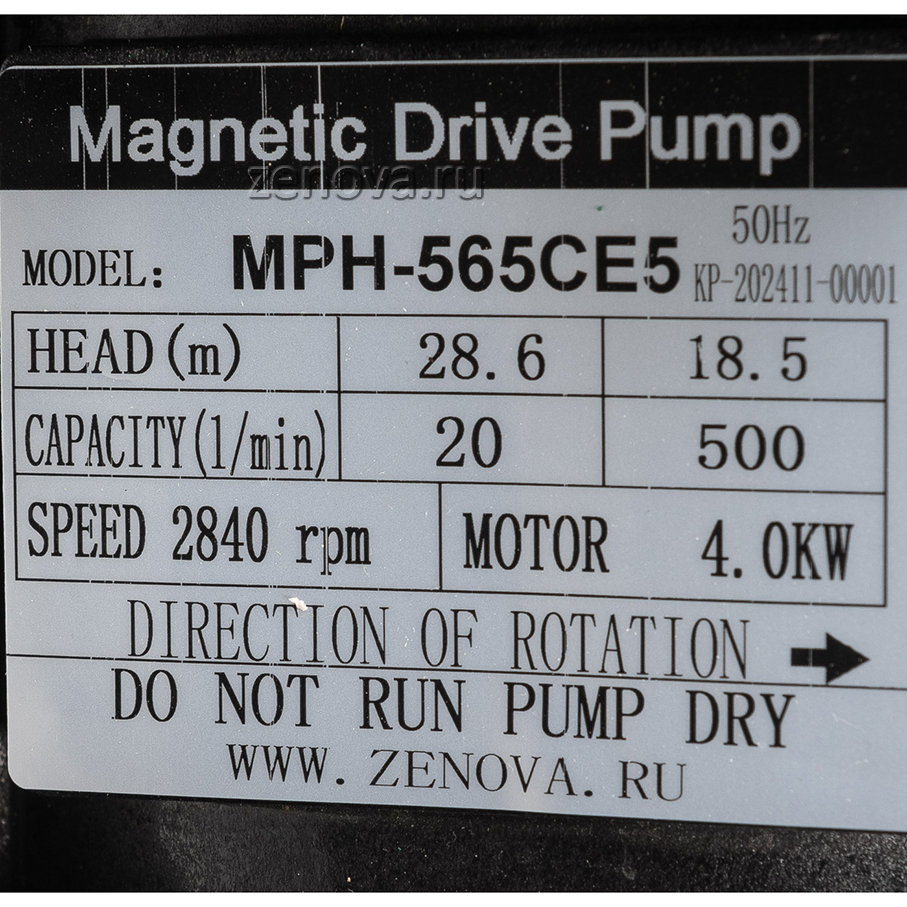 Magnetic Drive Pump
zenova.ru
50Hz
MODEL: MPH-565CE5 KP-202411-00001
HEAD(m) 28.6 18.5
CAPACITY(l/min) 20 500
SPEED 2840 rpm MOTOR 4.0KW
DIRECTION OF ROTATION
DO NOT RUN PUMP DRY
WWW. ZENOVA. RU